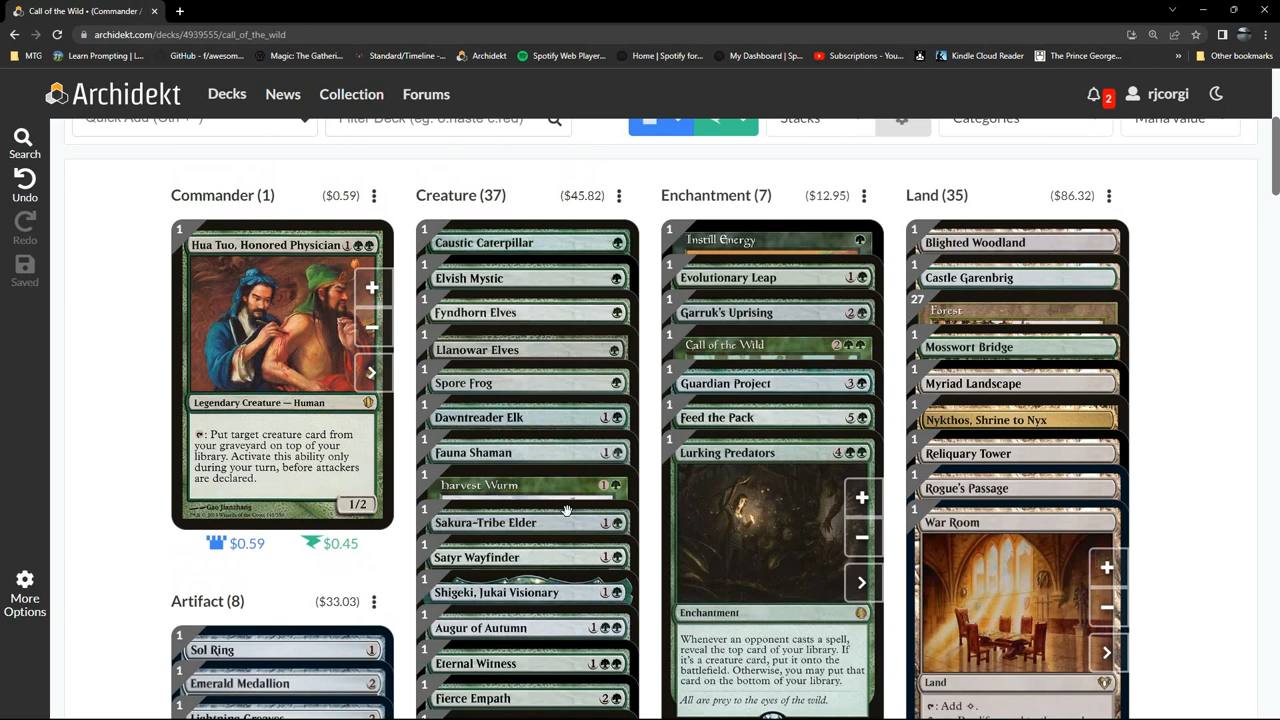 Call of the Wild • (Commander /
archidekt.com/decks/4939555/call_of_the_wild
MTG
Learn Prompting | L...
GitHub - f/awesom...
Magic: The Gatheri...
Standard/Timeline -...
Archidekt
Spotify Web Player...
Home | Spotify for...
My Dashboard | Sp...
Subscriptions - You...
Kindle Cloud Reader
The Prince George...
»
Other bookmarks
Archidekt
Decks
News
Collection
Forums
2
rjcorgi
Search
Undo
Redo
Saved
More
Options
Quick Add (Ctrl + )
Filter Deck (eg: o:haste c:red)
Stacks
Categories
Mana value
Commander (1)
($0.59)
1
Hua Tuo, Honored Physician 1
Legendary Creature — Human
: Put target creature card from
your graveyard on top of your
library. Activate this ability only
during your turn, before attackers
are declared.
Gao Jianzhang
1/2
$0.59
$0.45
Artifact (8)
($33.03)
1
Sol Ring 1
1
Emerald Medallion 2
1
Lightning Greaves
Creature (37)
($45.82)
1
Caustic Caterpillar
1
Elvish Mystic
1
Fyndhorn Elves
1
Llanowar Elves
1
Spore Frog
1
Dawntreader Elk 1
1
Fauna Shaman 1
1
Harvest Wurm 1
1
Sakura-Tribe Elder 1
1
Satyr Wayfinder 1
1
Shigeki, Jukai Visionary 1
1
Augur of Autumn 1
1
Eternal Witness 1
1
Fierce Empath 2
1
Enchantment (7)
($12.95)
1
Instill Energy
1
Evolutionary Leap 1
1
Garruk's Uprising 2
1
Call of the Wild 2
1
Guardian Project 3
1
Feed the Pack 5
1
Lurking Predators 4
Enchantment
Whenever an opponent casts a spell,
reveal the top card of your library. If
it's a creature card, put it onto the
battlefield. Otherwise, you may put that
card on the bottom of your library.
All are prey to the eyes of the wild.
Land (35)
($86.32)
1
Blighted Woodland
1
Castle Garenbrig
27
Forest
1
Mosswort Bridge
1
Myriad Landscape
1
Nykthos, Shrine to Nyx
1
Reliquary Tower
1
Rogue's Passage
1
War Room
Land
: Add